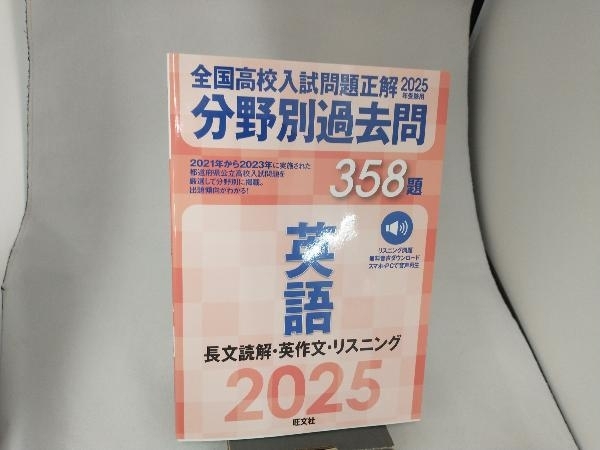 全国高校入試問題正解 2025
年受験用
分野別過去問
2021年から2023年に実施された
都道府県公立高校入試問題を
厳選して分野別に掲載。
出題傾向がわかる!
358題
リスニング問題
無料音声ダウンロード
スマホ・PCで音声再生
英語
長文読解・英作文・リスニング
2025
旺文社